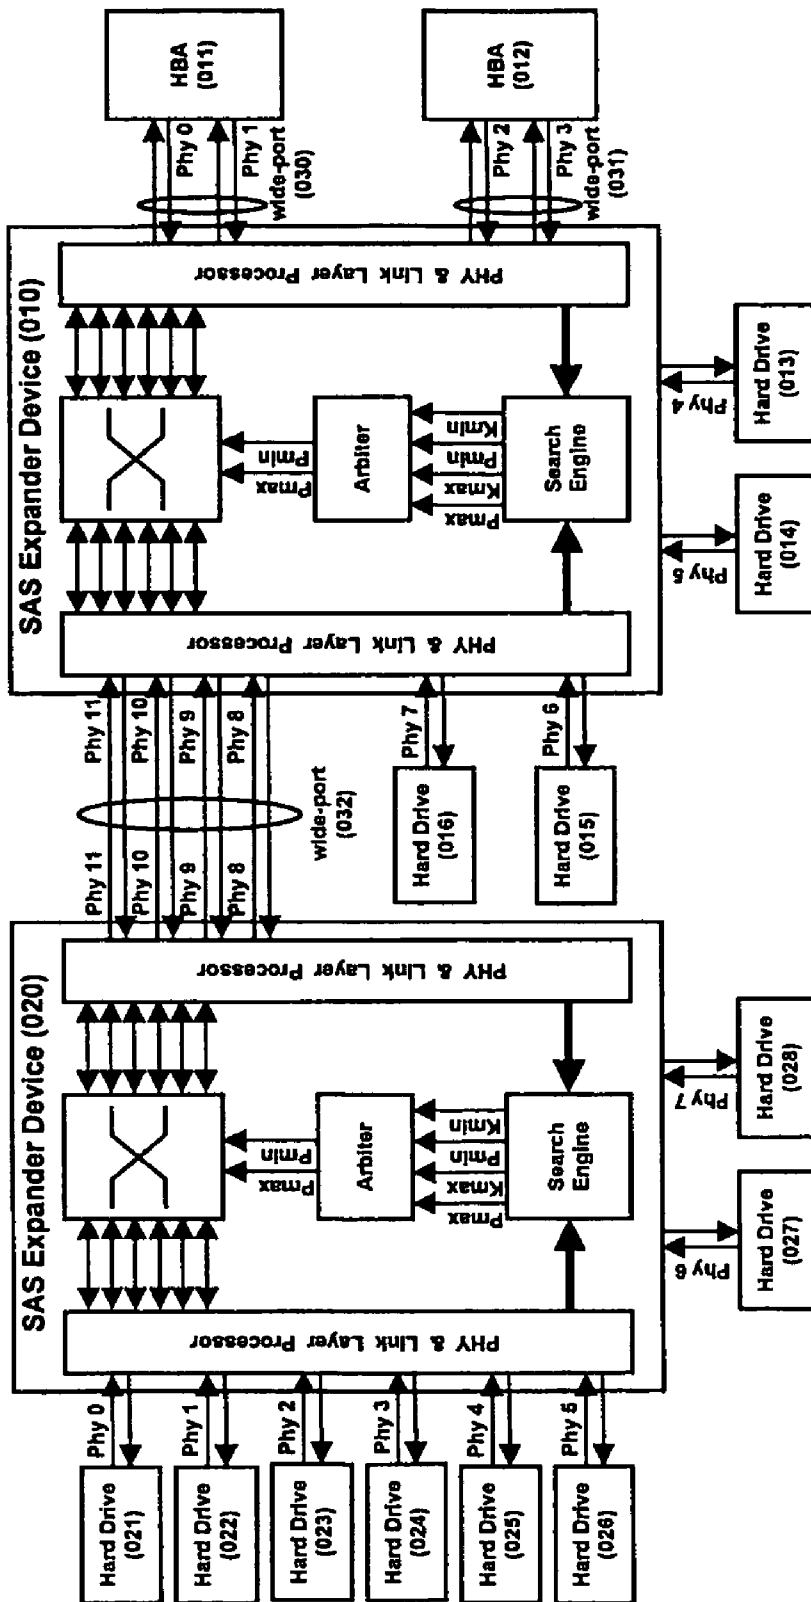 SAS Expander Device (020)
Hard Drive
(021)
Hard Drive
(022)
Hard Drive
(023)
Hard Drive
(024)
Hard Drive
(025)
Hard Drive
(026)
Phy 0
Phy 1
Phy 2
Phy 3
Phy 4
Phy 5
PHY & Link Layer Processor
Pmax
Pmin
Arbiter
Pmax
Kmax
Pmin
Kmin
Search
Engine
PHY & Link Layer Processor
Phy 6
Hard Drive
(027)
Phy 7
Hard Drive
(028)
Phy 11
Phy 10
Phy 9
Phy 8
wide-port
(032)
Phy 11
Phy 10
Phy 9
Phy 8
Hard Drive
(016)
Phy 7
Hard Drive
(015)
Phy 6
SAS Expander Device (010)
PHY & Link Layer Processor
Pmax
Pmin
Arbiter
Pmax
Kmax
Pmin
Kmin
Search
Engine
PHY & Link Layer Processor
Phy 5
Hard Drive
(014)
Phy 4
Hard Drive
(013)
Phy 0
Phy 1
wide-port
(030)
HBA
(011)
Phy 2
Phy 3
wide-port
(031)
HBA
(012)